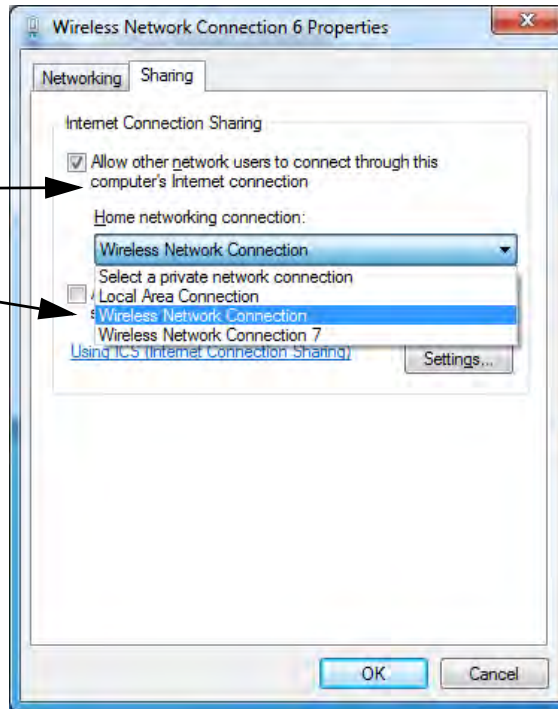 Wireless Network Connection 6 Properties
Networking Sharing
Internet Connection Sharing
Allow other network users to connect through this
computer's Internet connection
Home networking connection:
Wireless Network Connection
Select a private network connection
Local Area Connection
Wireless Network Connection
Wireless Network Connection 7
Using ICS (Internet Connection Sharing)
Settings...
OK Cancel